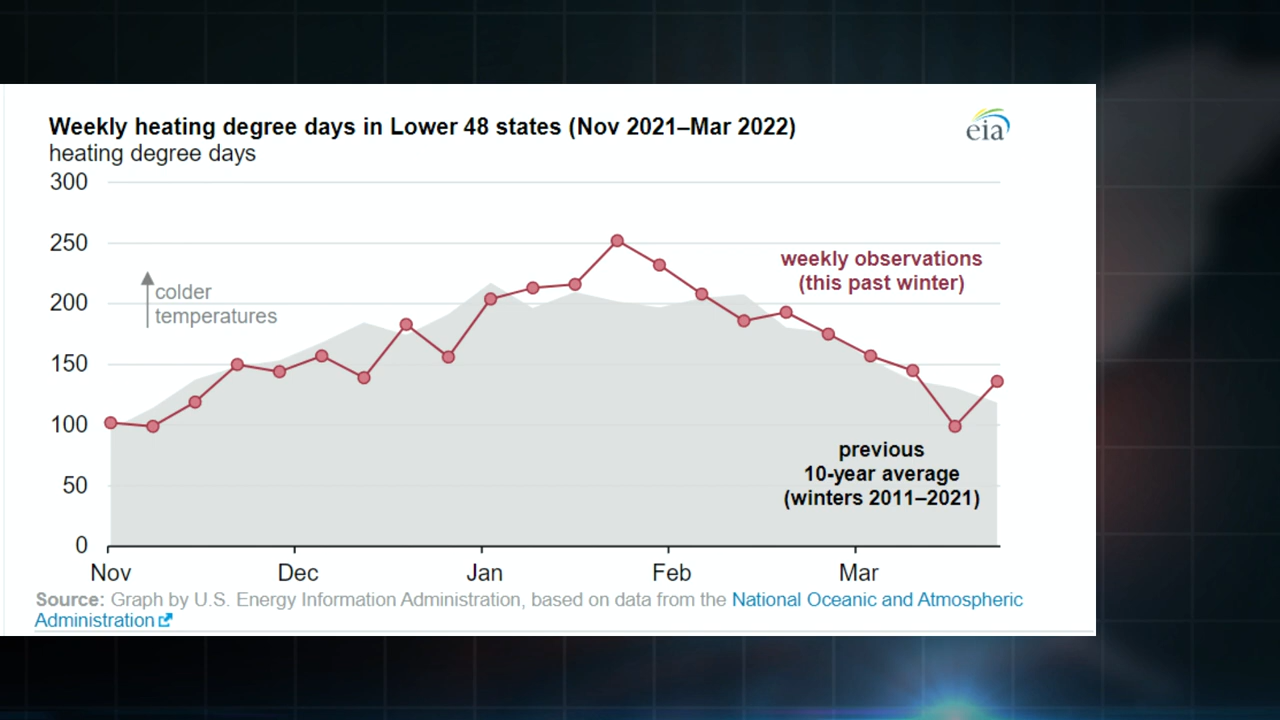 Weekly heating degree days in Lower 48 states (Nov 2021–Mar 2022)
heating degree days
eia
300
250
200
150
100
50
0
colder
temperatures
weekly observations
(this past winter)
previous
10-year average
(winters 2011–2021)
Nov Dec Jan Feb Mar
Source: Graph by U.S. Energy Information Administration, based on data from the National Oceanic and Atmospheric
Administration